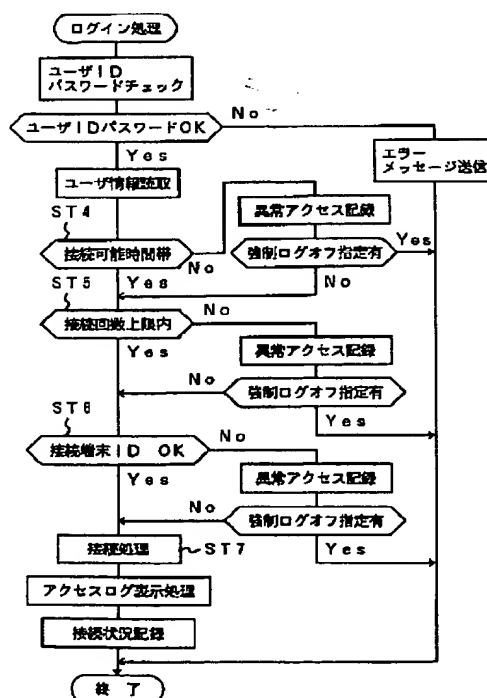 ログイン処理
ユーザID
パスワードチェック
ユーザIDパスワードOK
No
Yes
エラー
メッセージ送信
ユーザ情報読取
ST4
異常アクセス記録
接続可能時間帯
No
強制ログオフ指定有
Yes
ST5
Yes
No
接続回数上限内
No
Yes
異常アクセス記録
No
強制ログオフ指定有
ST6
Yes
接続端末ID OK
No
Yes
異常アクセス記録
No
強制ログオフ指定有
接続処理
ST7
Yes
アクセスログ表示処理
接続状況記録
終了